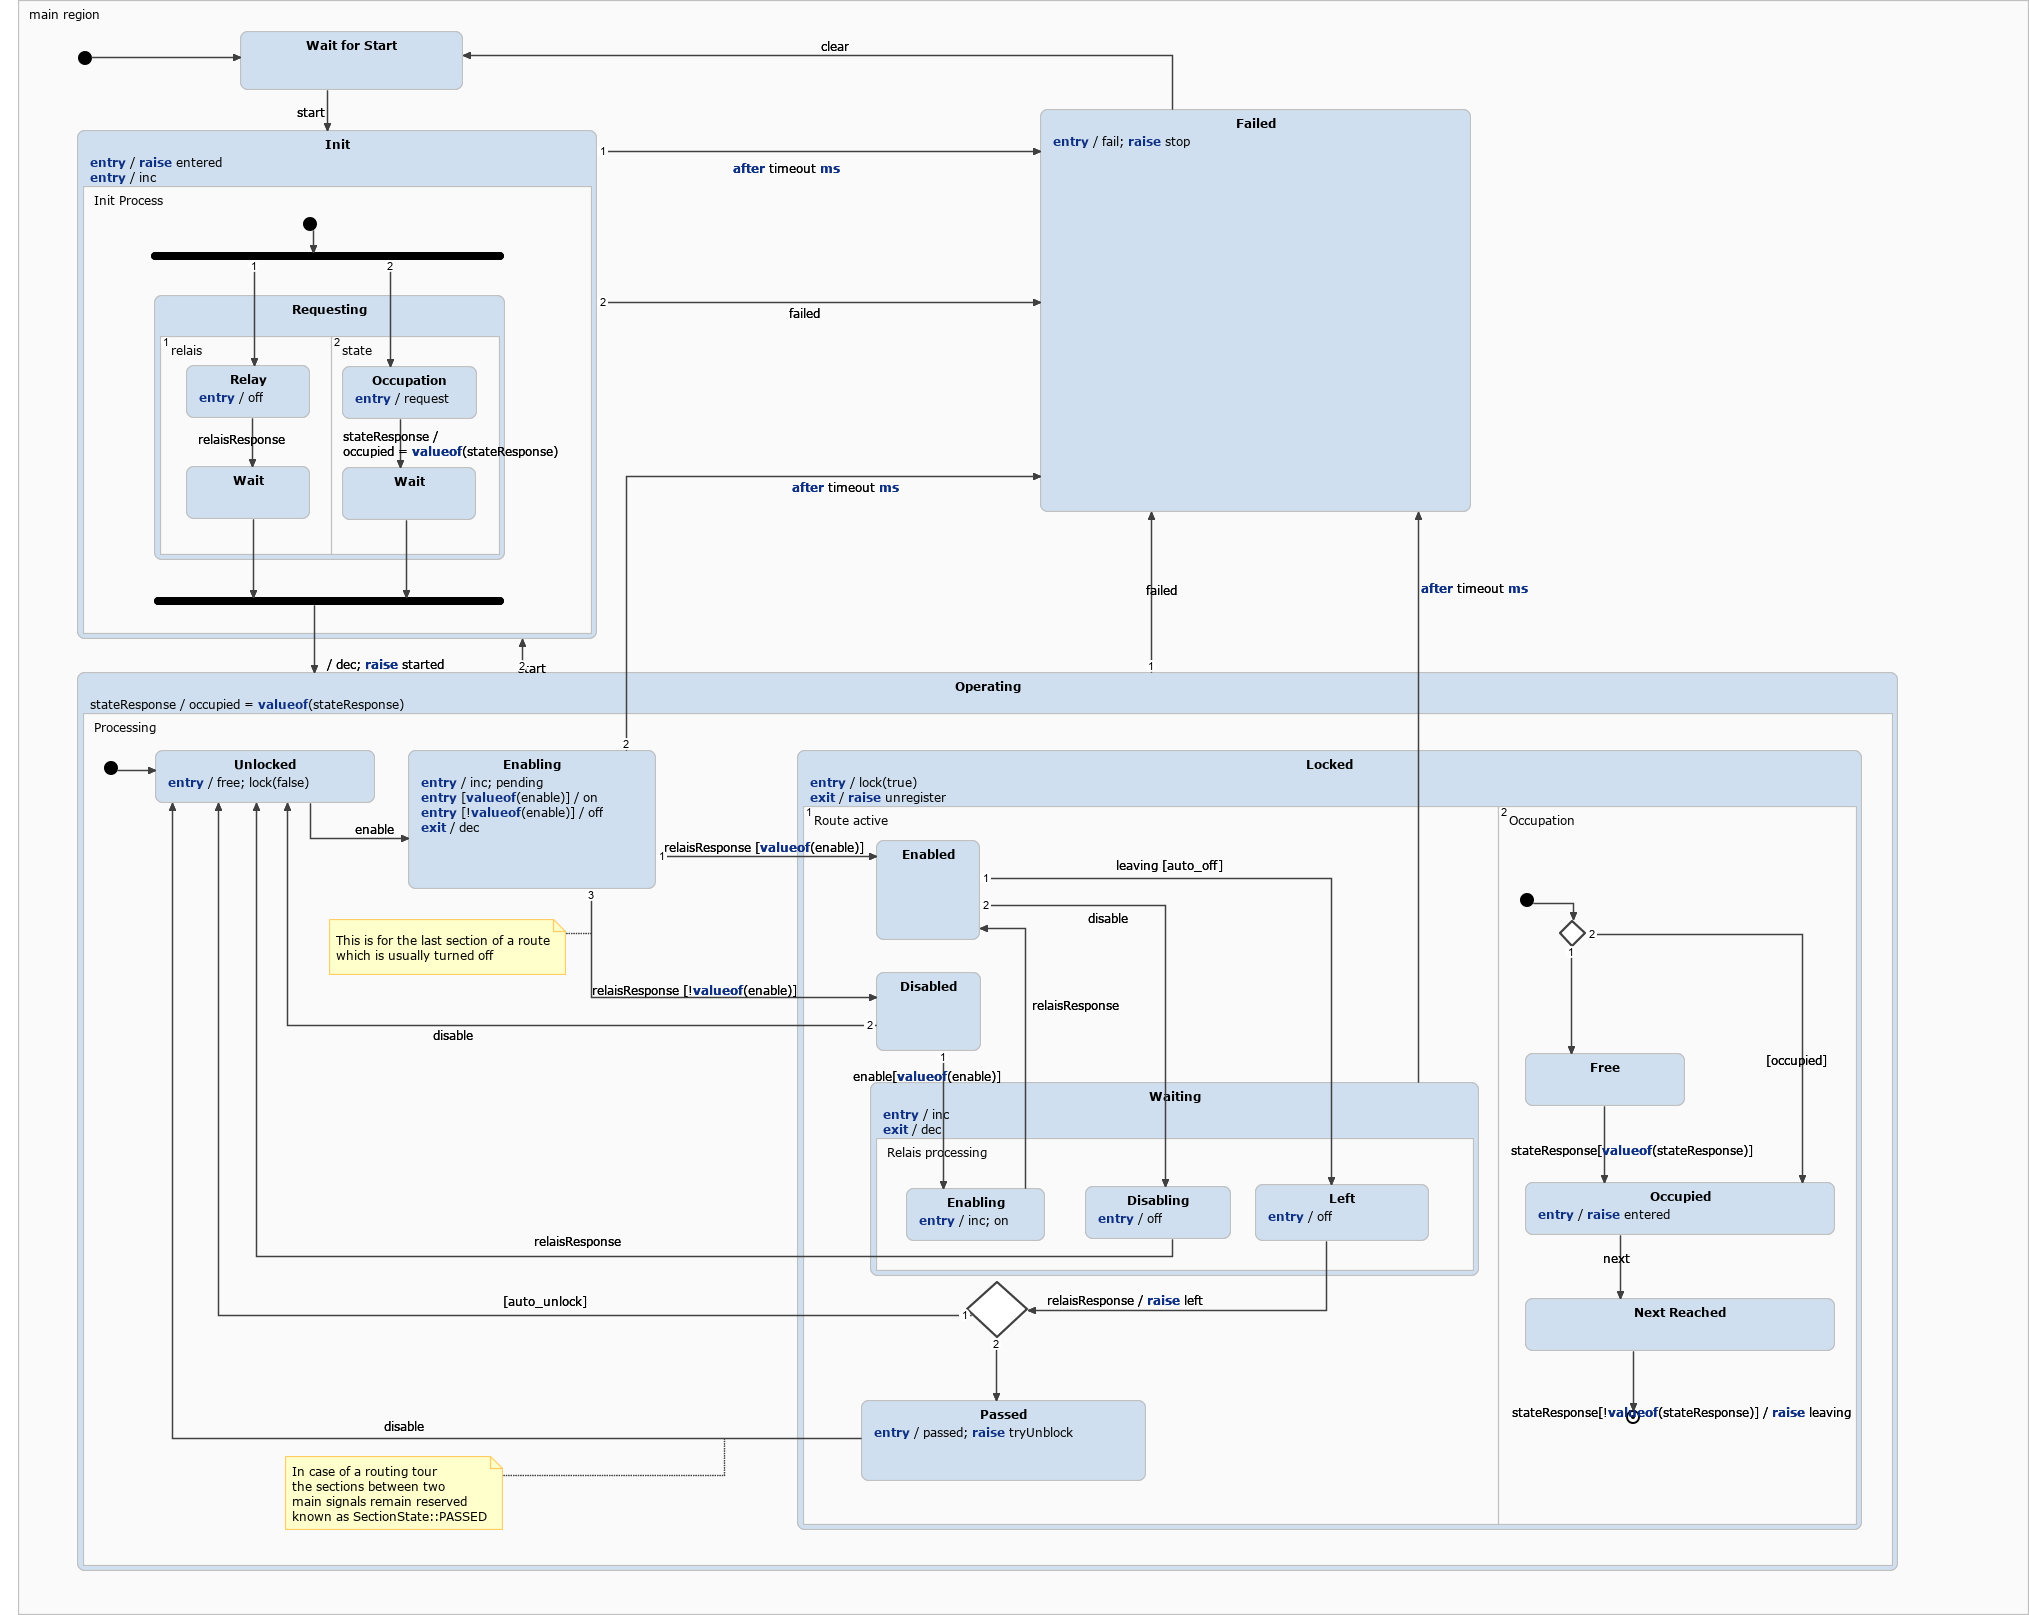 main region
Wait for Start
clear
start
Failed
entry / fail; raise stop
Init
entry / raise entered
entry / inc
1
after timeout ms
Init Process
1
2
Requesting
2
failed
1
relais
2
state
Relay
entry / off
Occupation
entry / request
relaisResponse
stateResponse /
occupied = valueof(stateResponse)
Wait
Wait
after timeout ms
failed
after timeout ms
/ dec; raise started
2
start
1
Operating
stateResponse / occupied = valueof(stateResponse)
Processing
2
Unlocked
entry / free; lock(false)
Enabling
entry / inc; pending
entry [valueof(enable)] / on
entry [!valueof(enable)] / off
exit / dec
enable
Locked
entry / lock(true)
exit / raise unregister
1
Route active
2
Occupation
1
relaisResponse [valueof(enable)]
Enabled
1
leaving [auto_off]
2
disable
3
This is for the last section of a route
which is usually turned off
relaisResponse [!valueof(enable)]
Disabled
2
disable
relaisResponse
1
enable[valueof(enable)]
2
1
[occupied]
Free
Waiting
entry / inc
exit / dec
Relais processing
Enabling
entry / inc; on
Disabling
entry / off
Left
entry / off
stateResponse[valueof(stateResponse)]
Occupied
entry / raise entered
next
Next Reached
relaisResponse
[auto_unlock]
1
relaisResponse / raise left
2
Passed
entry / passed; raise tryUnblock
stateResponse[!valueof(stateResponse)] / raise leaving
disable
In case of a routing tour
the sections between two
main signals remain reserved
known as SectionState::PASSED